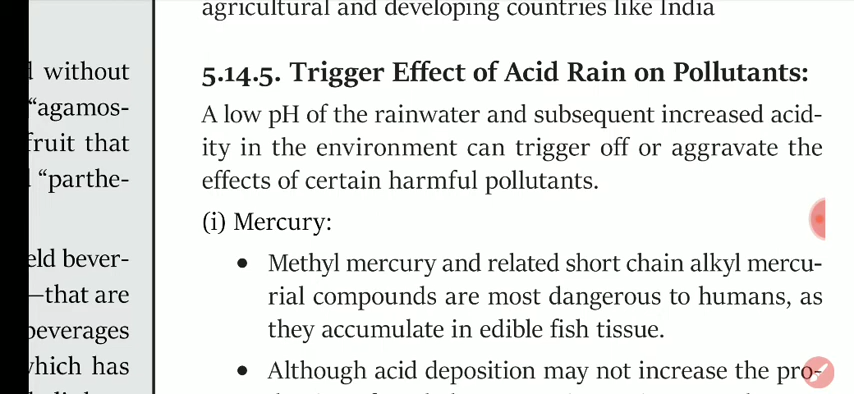 agricultural and developing countries like India
5.14.5. Trigger Effect of Acid Rain on Pollutants:
A low pH of the rainwater and subsequent increased acid-
ity in the environment can trigger off or aggravate the
effects of certain harmful pollutants.
(i) Mercury:
• Methyl mercury and related short chain alkyl mercu-
rial compounds are most dangerous to humans, as
they accumulate in edible fish tissue.
• Although acid deposition may not increase the pro-
without
“agamos-
fruit that
“parthe-
bever-
—that are
beverages
which has